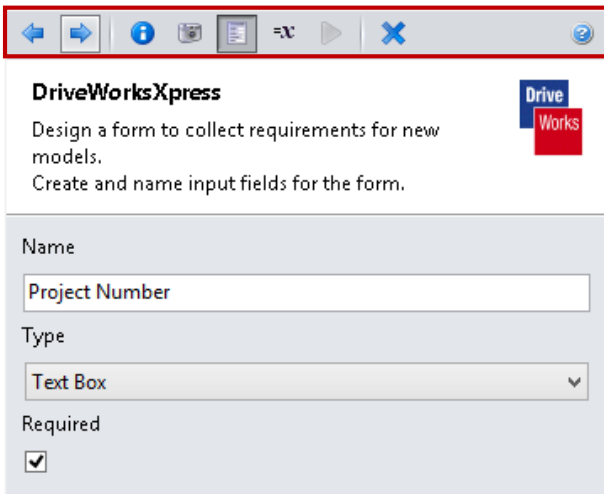 =x
DriveWorksXpress
Drive
Works
Design a form to collect requirements for new
models.
Create and name input fields for the form.
Name
Project Number
Type
Text Box
Required